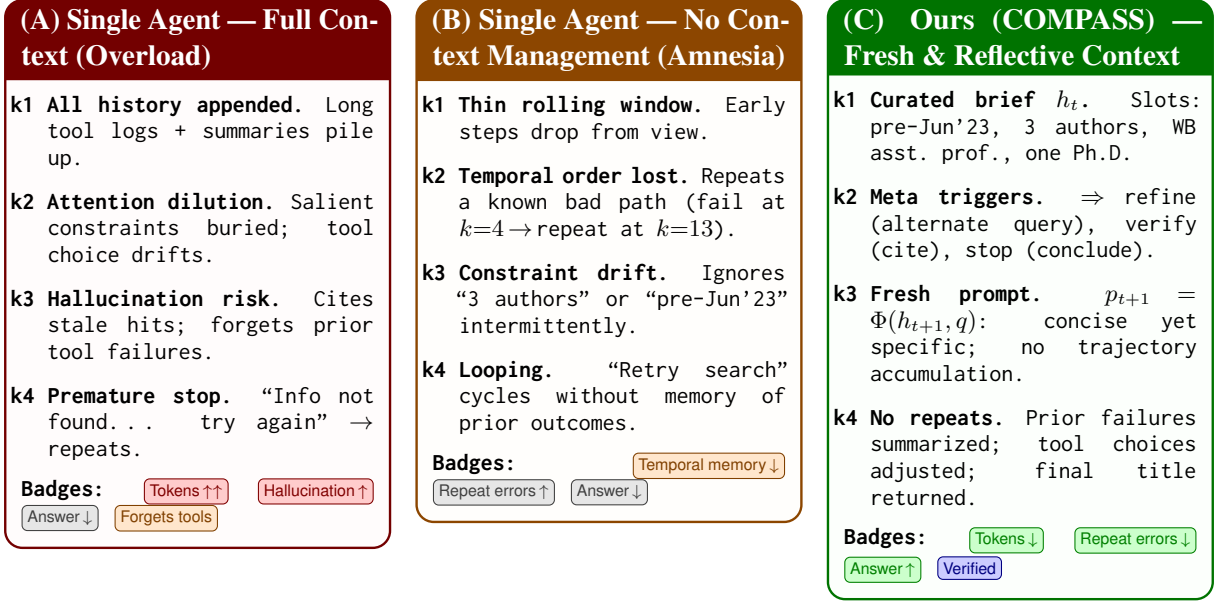 (A) Single Agent — Full Con-
text (Overload)
k1 All history appended. Long
tool logs + summaries pile
up.
k2 Attention dilution. Salient
constraints buried; tool
choice drifts.
k3 Hallucination risk. Cites
stale hits; forgets prior
tool failures.
k4 Premature stop. “Info not
found... try again” →
repeats.
Badges: Tokens ↑↑ Hallucination ↑
Answer ↓ Forgets tools
(B) Single Agent — No Con-
text Management (Amnesia)
k1 Thin rolling window. Early
steps drop from view.
k2 Temporal order lost. Repeats
a known bad path (fail at
k=4→repeat at k=13).
k3 Constraint drift. Ignores
“3 authors” or “pre-Jun’23”
intermittently.
k4 Looping. “Retry search”
cycles without memory of
prior outcomes.
Badges: Temporal memory ↓
Repeat errors ↑ Answer ↓
(C) Ours (COMPASS) —
Fresh & Reflective Context
k1 Curated brief hₜ. Slots:
pre-Jun’23, 3 authors, WB
asst. prof., one Ph.D.
k2 Meta triggers. ⇒ refine
(alternate query), verify
(cite), stop (conclude).
k3 Fresh prompt. pₜ₊₁ =
Φ(hₜ₊₁, q): concise yet
specific; no trajectory
accumulation.
k4 No repeats. Prior failures
summarized; tool choices
adjusted; final title
returned.
Badges: Tokens ↓ Repeat errors ↓
Answer ↑ Verified